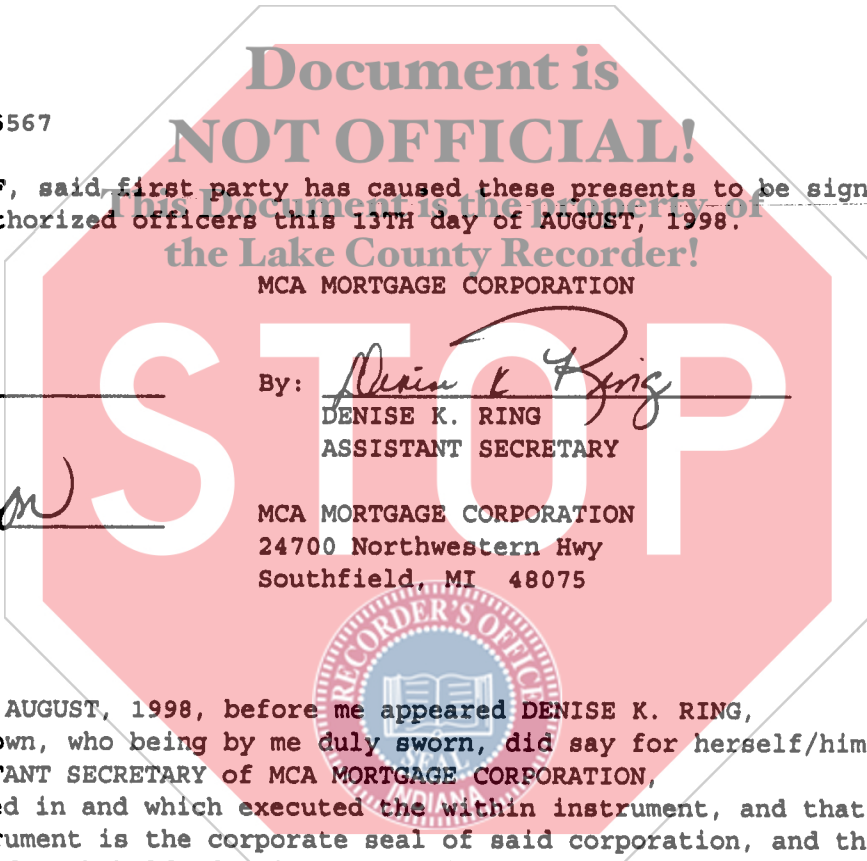 Document is
NOT OFFICIAL!
This Document is the property of
the Lake County Recorder!
STOP
5567
, said first party has caused these presents to be sign
thorized officers this 13TH day of AUGUST, 1998.
MCA MORTGAGE CORPORATION
By: Denise K Ring
DENISE K. RING
ASSISTANT SECRETARY
MCA MORTGAGE CORPORATION
24700 Northwestern Hwy
Southfield, MI 48075
RECORDER'S OFFICE
SEAL
INDIANA
AUGUST, 1998, before me appeared DENISE K. RING,
own, who being by me duly sworn, did say for herself/him
TANT SECRETARY of MCA MORTGAGE CORPORATION,
ed in and which executed the within instrument, and that
rument is the corporate seal of said corporation, and th